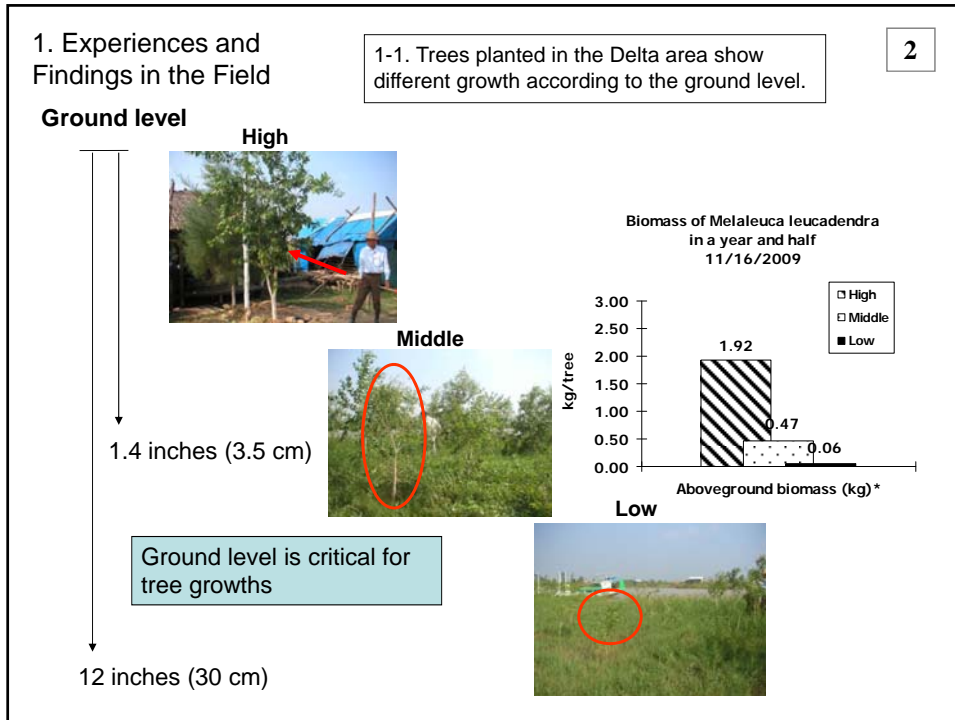 1. Experiences and
Findings in the Field
1-1. Trees planted in the Delta area show
different growth according to the ground level.
2
Ground level
High
Middle
1.4 inches (3.5 cm)
Low
Ground level is critical for
tree growths
12 inches (30 cm)
Biomass of Melaleuca leucadendra
in a year and half
11/16/2009
High
Middle
Low
3.00
2.50
2.00
1.50
1.00
0.50
0.00
kg/tree
1.92
0.47
0.06
Aboveground biomass (kg)*